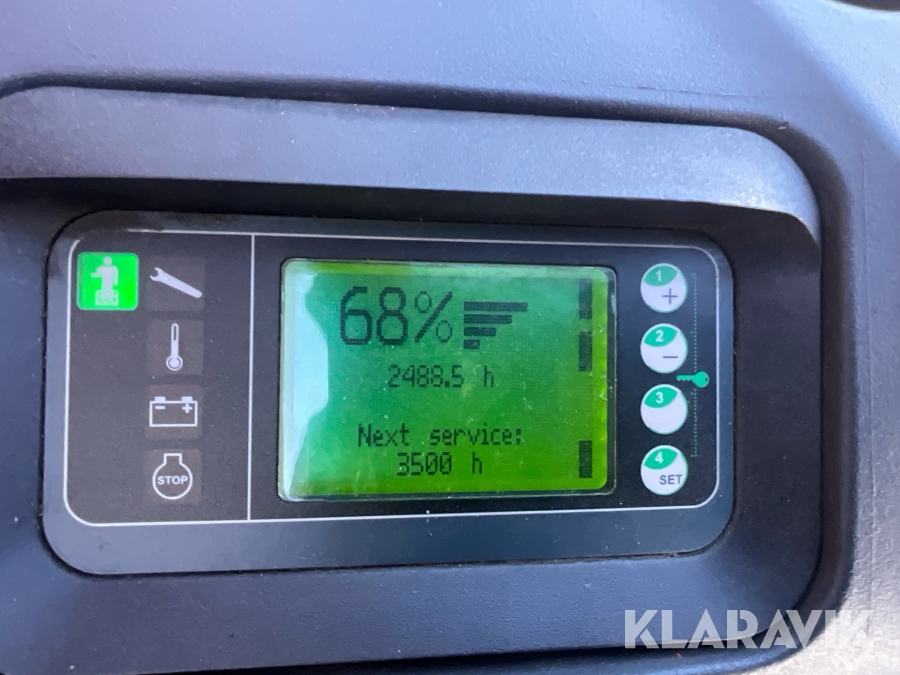 68%
2488.5 h
Next service:
3500 h
STOP
1
+
2
−
3
4
SET
KLARAVIK